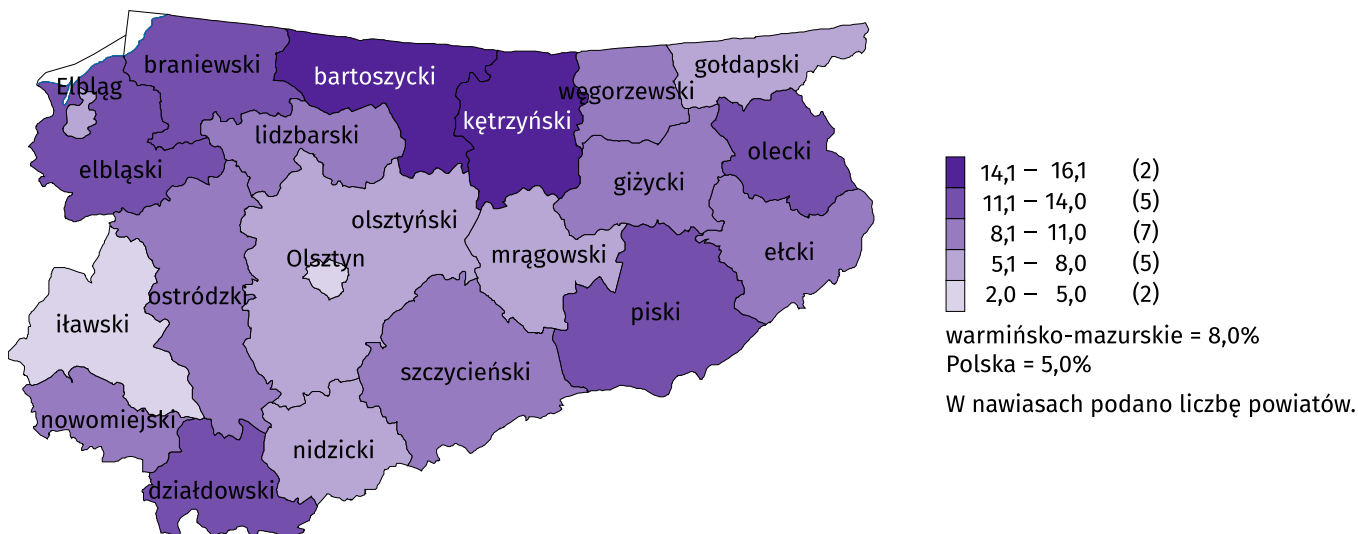 braniewski
bartoszycki
gołdapski
Elbląg
węgorzewski
kętrzyński
lidzbarski
olecki
elbląski
giżycki
olsztyński
mrągowski
ełcki
Olsztyn
ostródzki
iławski
piski
szczycieński
nowomiejski
nidzicki
działdowski
14,1 – 16,1 (2)
11,1 – 14,0 (5)
8,1 – 11,0 (7)
5,1 – 8,0 (5)
2,0 – 5,0 (2)
warmińsko-mazurskie = 8,0%
Polska = 5,0%
W nawiasach podano liczbę powiatów.